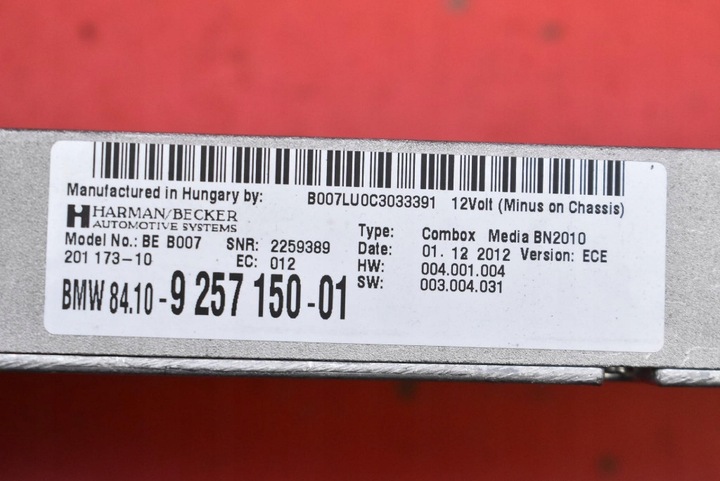 Manufactured in Hungary by: B007LU0C3033391 12Volt (Minus on Chassis)
HARMAN/BECKER
AUTOMOTIVE SYSTEMS
Model No.: BE B007 SNR: 2259389
201 173-10 EC: 012
BMW 84.10-9 257 150-01
Type: Combox Media BN2010
Date: 01. 12 2012 Version: ECE
HW: 004.001.004
SW: 003.004.031